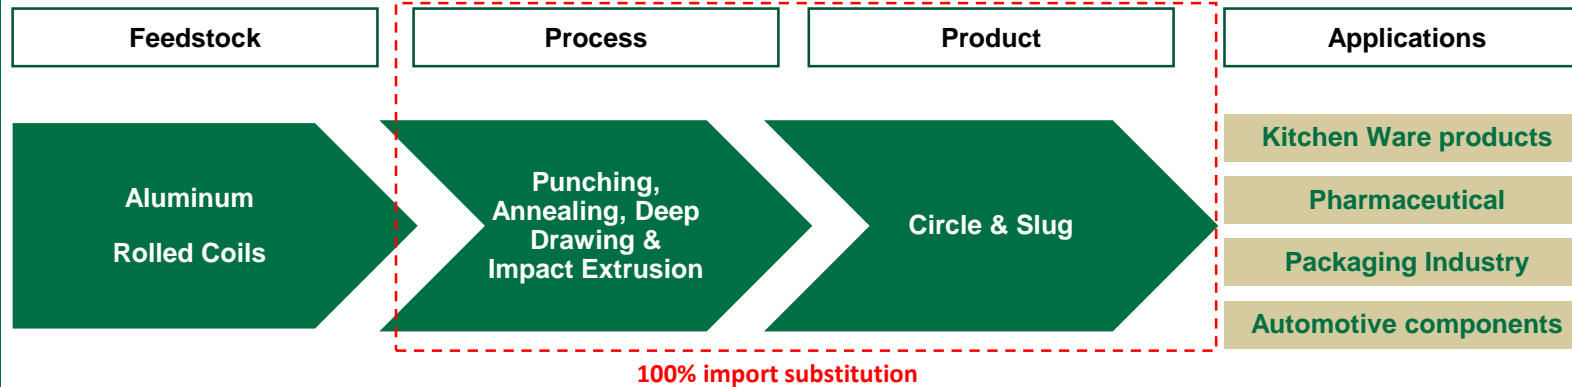 Feedstock
Process
Product
Applications
Aluminum
Rolled Coils
Punching,
Annealing, Deep
Drawing &
Impact Extrusion
Circle & Slug
Kitchen Ware products
Pharmaceutical
Packaging Industry
Automotive components
100% import substitution